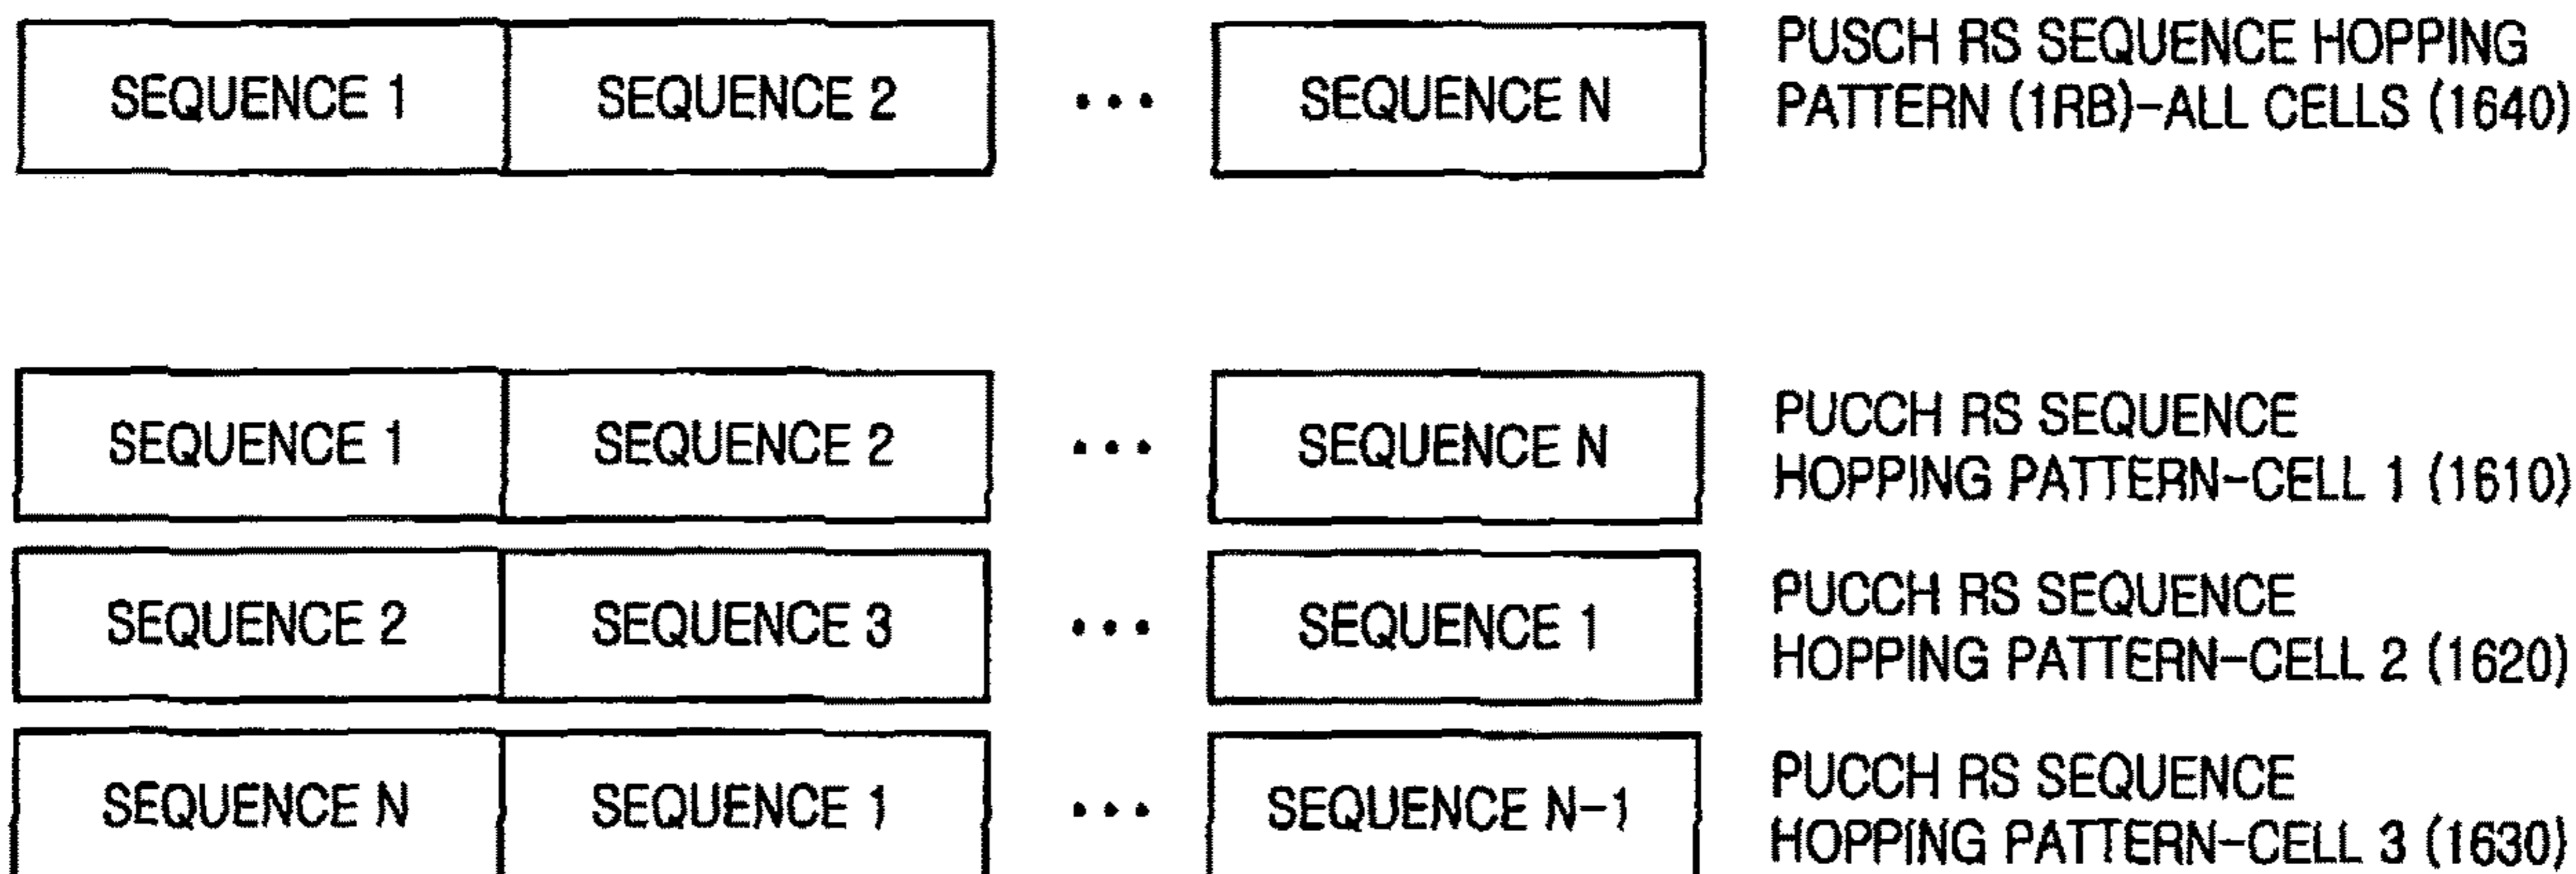 SEQUENCE 1 SEQUENCE 2 ... SEQUENCE N PUSCH RS SEQUENCE HOPPING
PATTERN (1RB)-ALL CELLS (1640)
SEQUENCE 1 SEQUENCE 2 ... SEQUENCE N PUCCH RS SEQUENCE
HOPPING PATTERN-CELL 1 (1610)
SEQUENCE 2 SEQUENCE 3 ... SEQUENCE 1 PUCCH RS SEQUENCE
HOPPING PATTERN-CELL 2 (1620)
SEQUENCE N SEQUENCE 1 ... SEQUENCE N-1 PUCCH RS SEQUENCE
HOPPING PATTERN-CELL 3 (1630)